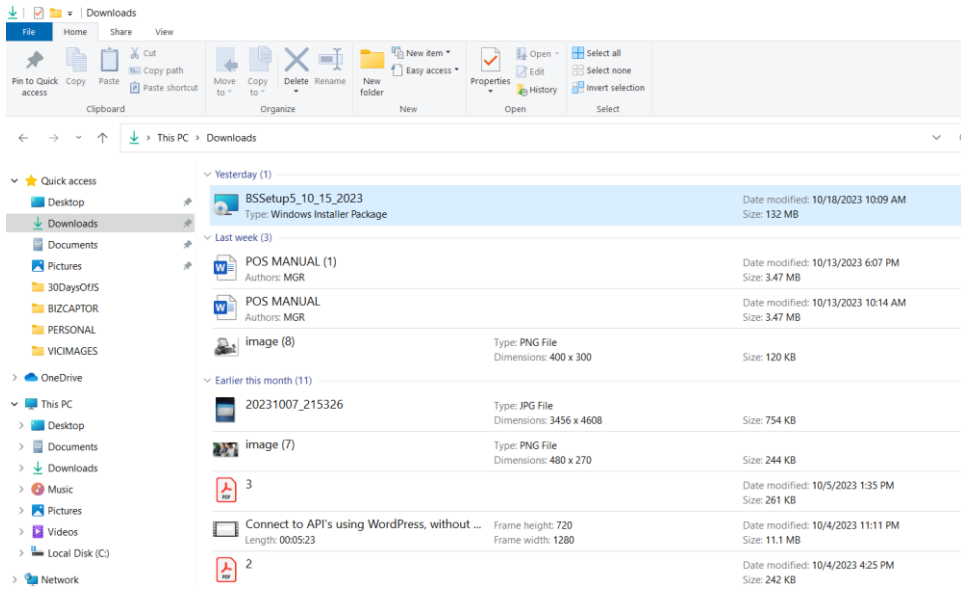 Downloads
File Home Share View
Pin to Quick access
Copy
Paste
Cut
Copy path
Paste shortcut
Clipboard
Move to
Copy to
Delete
Rename
Organize
New folder
New item
Easy access
New
Properties
Open
Edit
History
Open
Select all
Select none
Invert selection
Select
This PC > Downloads
Quick access
Desktop
Downloads
Documents
Pictures
30DaysOfJS
BIZCAPTOR
PERSONAL
VICIMAGES
OneDrive
This PC
Desktop
Documents
Downloads
Music
Pictures
Videos
Local Disk (C:)
Network
Yesterday (1)
BSSetup5_10_15_2023
Type: Windows Installer Package
Date modified: 10/18/2023 10:09 AM
Size: 132 MB
Last week (3)
POS MANUAL (1)
Authors: MGR
Date modified: 10/13/2023 6:07 PM
Size: 3.47 MB
POS MANUAL
Authors: MGR
Date modified: 10/13/2023 10:14 AM
Size: 3.47 MB
image (8)
Type: PNG File
Dimensions: 400 x 300
Size: 120 KB
Earlier this month (11)
20231007_215326
Type: JPG File
Dimensions: 3456 x 4608
Size: 754 KB
image (7)
Type: PNG File
Dimensions: 480 x 270
Size: 244 KB
PDF
3
Date modified: 10/5/2023 1:35 PM
Size: 261 KB
Connect to API's using WordPress, without ...
Length: 00:05:23
Frame height: 720
Frame width: 1280
Date modified: 10/4/2023 11:11 PM
Size: 11.1 MB
PDF
2
Date modified: 10/4/2023 4:25 PM
Size: 242 KB